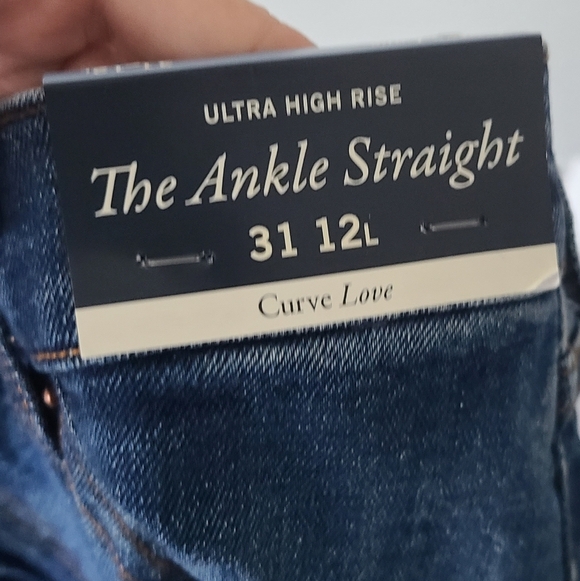 ULTRA HIGH RISE
The Ankle Straight
31 12L
Curve Love